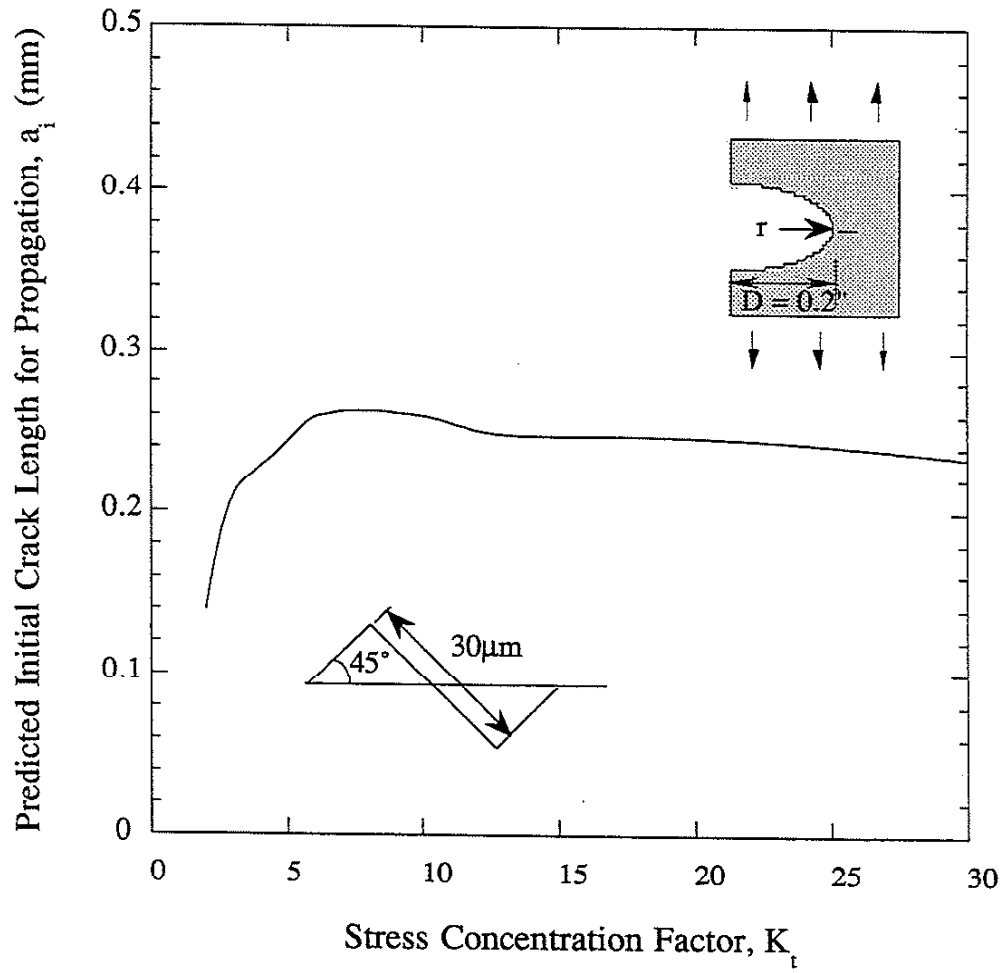 Predicted Initial Crack Length for Propagation, a_i (mm)
0.5
0.4
0.3
0.2
0.1
0
r
D = 0.2"
30μm
45°
0
5
10
15
20
25
30
Stress Concentration Factor, K_t